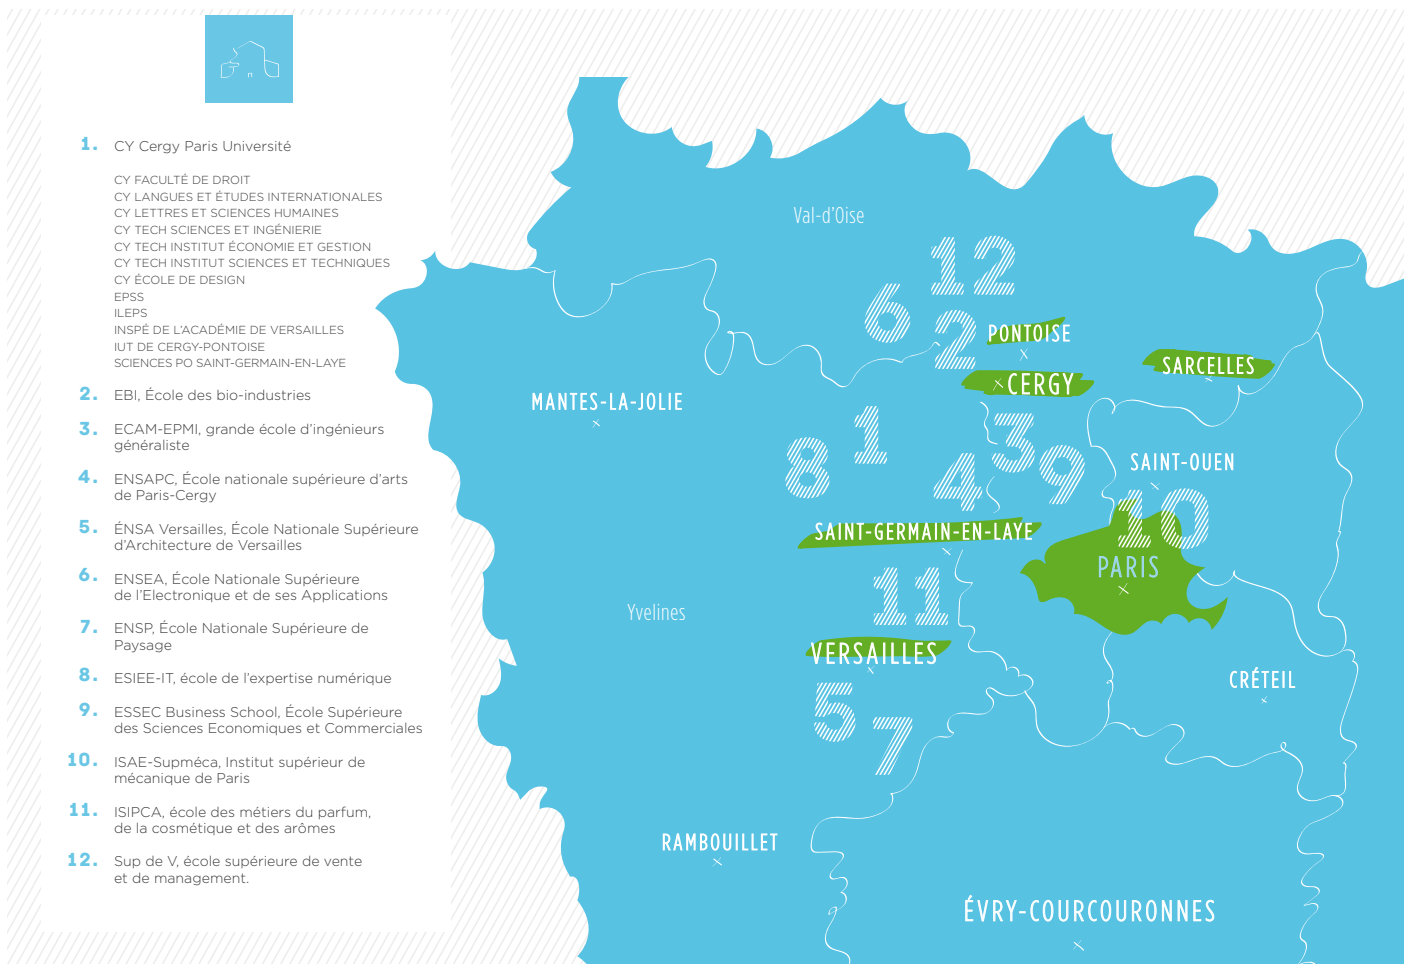 1. CY Cergy Paris Université
CY FACULTÉ DE DROIT
CY LANGUES ET ÉTUDES INTERNATIONALES
CY LETTRES ET SCIENCES HUMAINES
CY TECH SCIENCES ET INGÉNIERIE
CY TECH INSTITUT ÉCONOMIE ET GESTION
CY TECH INSTITUT SCIENCES ET TECHNIQUES
CY ÉCOLE DE DESIGN
EPSS
ILEPS
INSPÉ DE L'ACADÉMIE DE VERSAILLES
IUT DE CERGY-PONTOISE
SCIENCES PO SAINT-GERMAIN-EN-LAYE
2. EBI, École des bio-industries
3. ECAM-EPMI, grande école d'ingénieurs
généraliste
4. ENSAPC, École nationale supérieure d'arts
de Paris-Cergy
5. ÉNSA Versailles, École Nationale Supérieure
d'Architecture de Versailles
6. ENSEA, École Nationale Supérieure
de l'Electronique et de ses Applications
7. ENSP, École Nationale Supérieure de
Paysage
8. ESIEE-IT, école de l'expertise numérique
9. ESSEC Business School, École Supérieure
des Sciences Economiques et Commerciales
10. ISAE-Supméca, Institut supérieur de
mécanique de Paris
11. ISIPCA, école des métiers du parfum,
de la cosmétique et des arômes
12. Sup de V, école supérieure de vente
et de management.
Val-d'Oise
12
6
2
PONTOISE
SARCELLES
CERGY
MANTES-LA-JOLIE
1
3
8
9
4
SAINT-OUEN
10
SAINT-GERMAIN-EN-LAYE
PARIS
11
Yvelines
VERSAILLES
CRÉTEIL
5
7
RAMBOUILLET
ÉVRY-COURCOURONNES